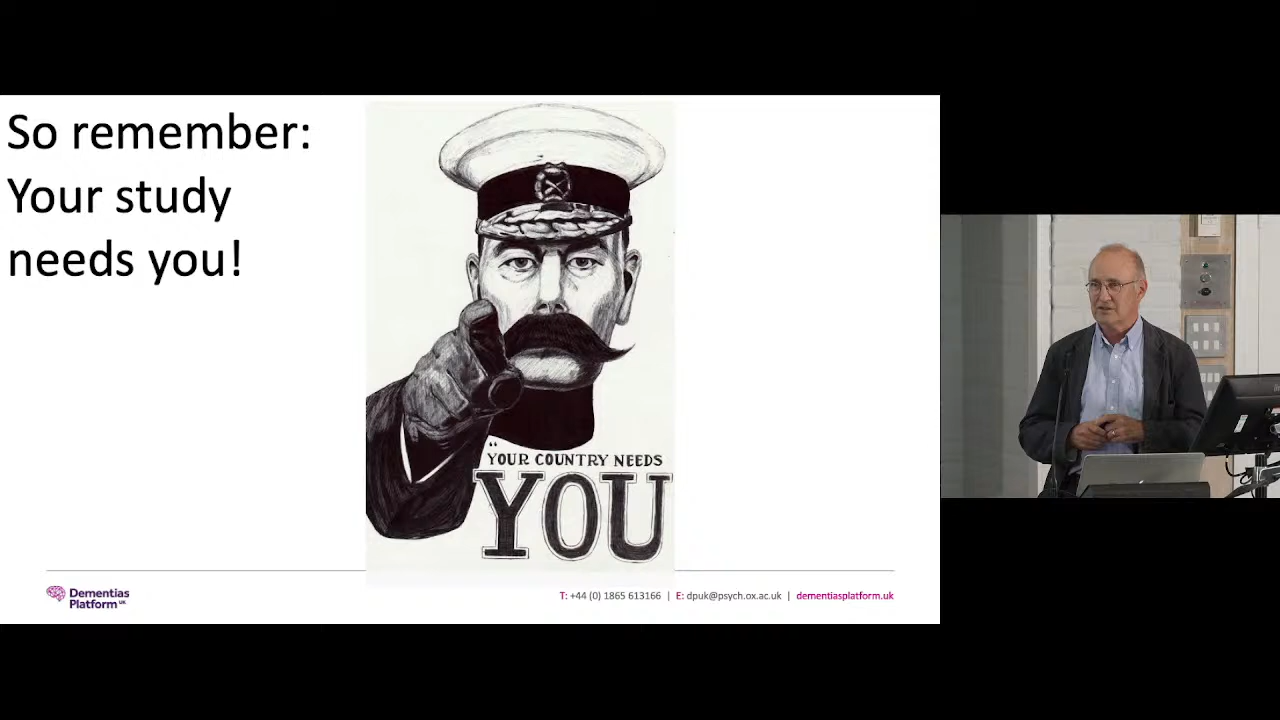 So remember:
Your study
needs you!
“
YOUR COUNTRY NEEDS
YOU
Dementias
Platform UK
T: +44 (0) 1865 613166 | E: dpuk@psych.ox.ac.uk | dementiasplatform.uk